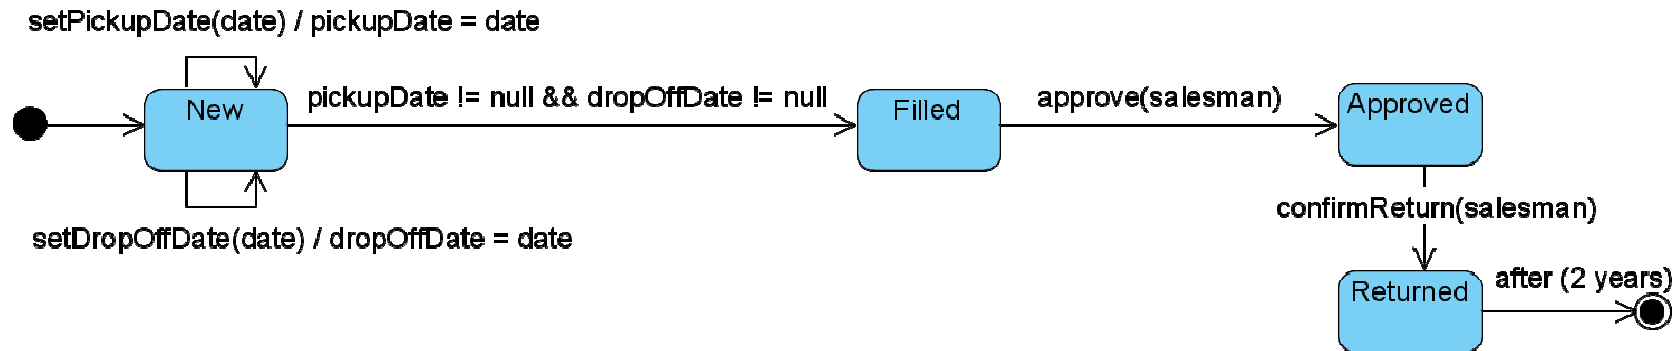 setPickupDate(date) / pickupDate = date
New
pickupDate != null && dropOffDate != null
Filled
approve(salesman)
Approved
setDropOffDate(date) / dropOffDate = date
confirmReturn(salesman)
Returned
after (2 years)